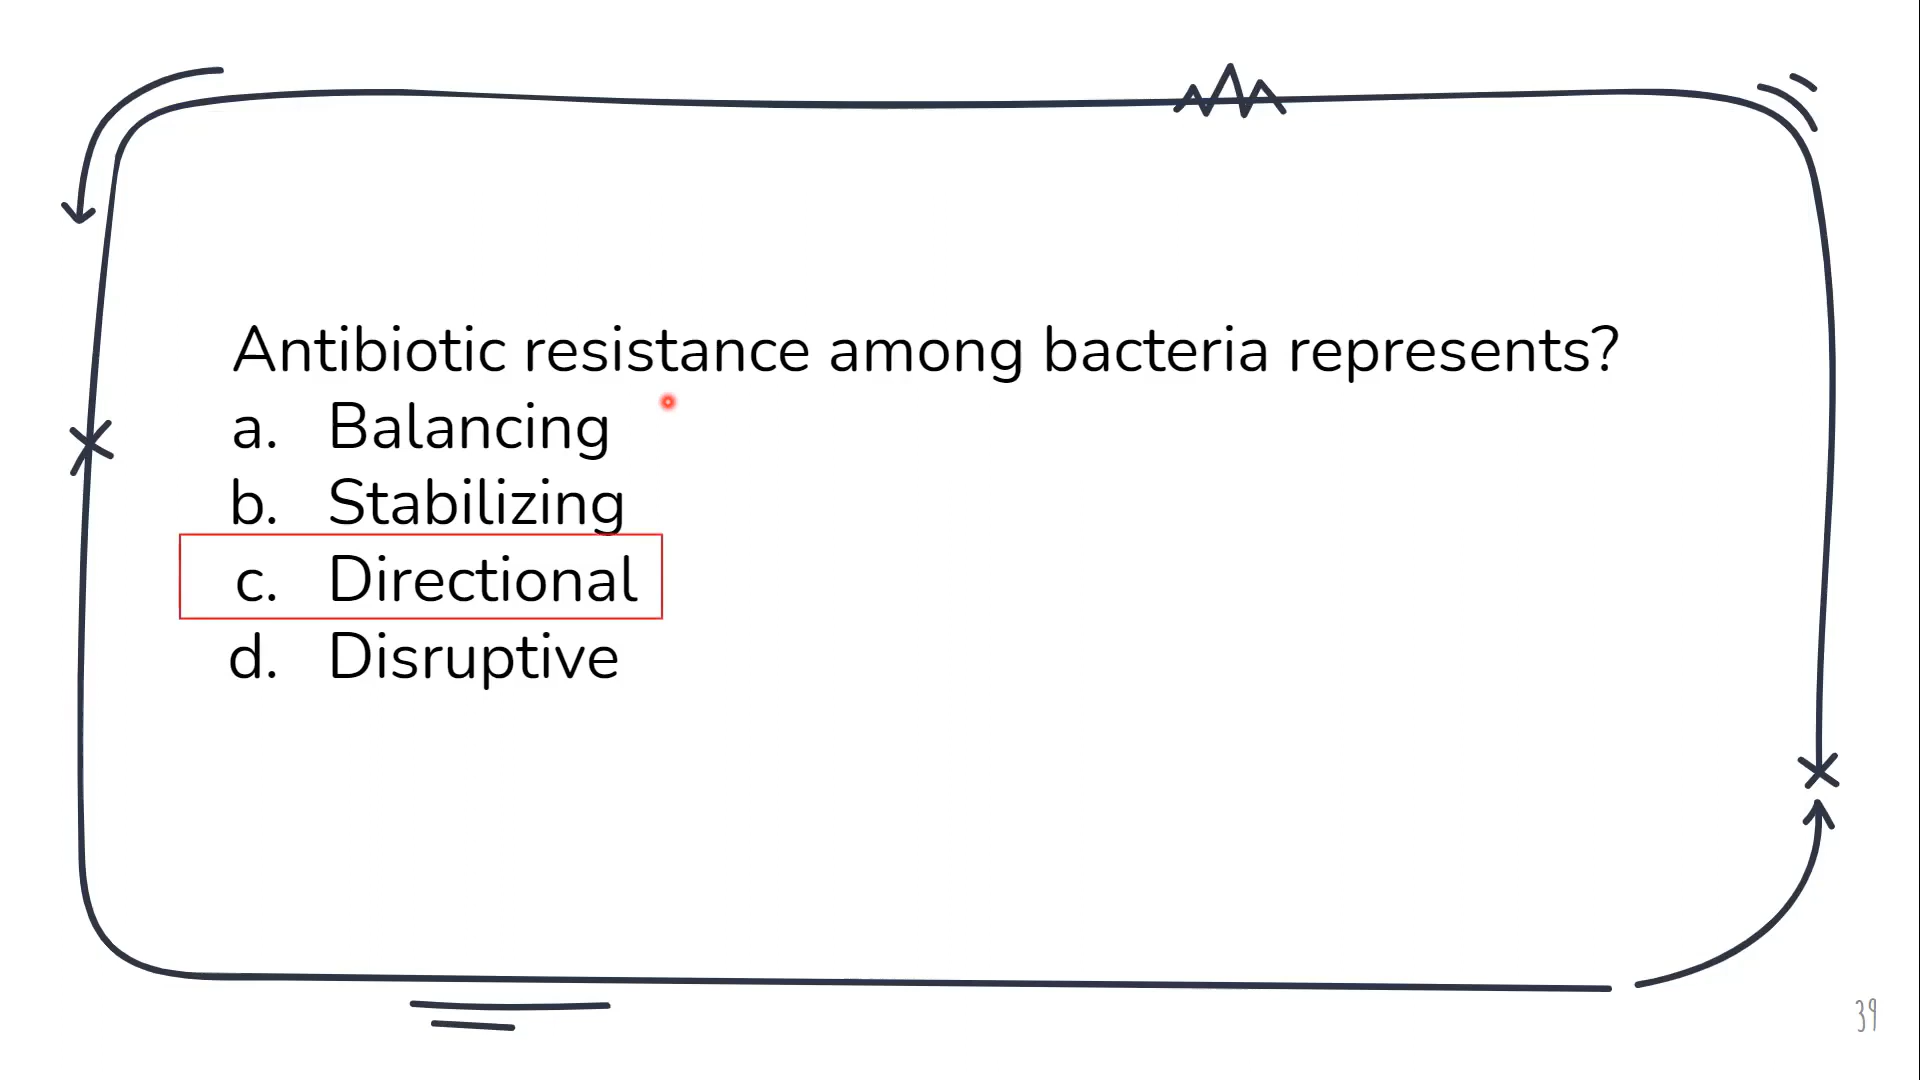 Antibiotic resistance among bacteria represents?
a. Balancing
b. Stabilizing
c. Directional
d. Disruptive
39